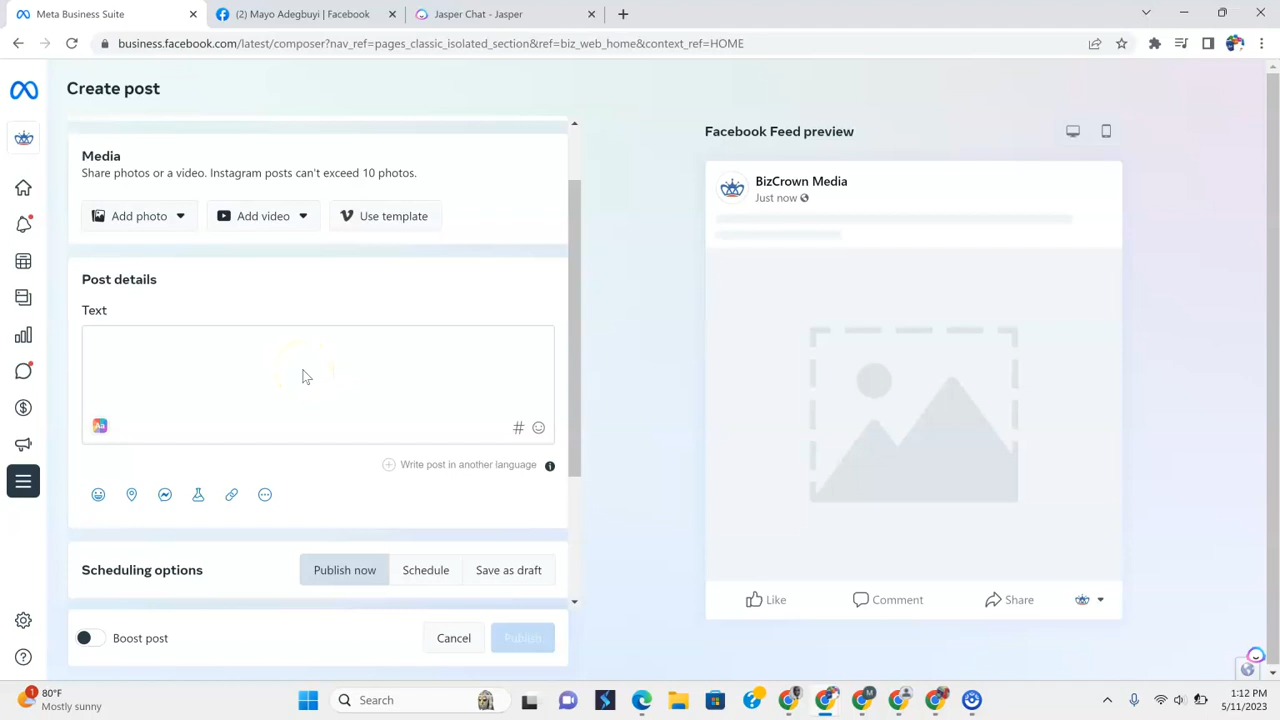 Meta Business Suite
(2) Mayo Adegbuyi | Facebook
Jasper Chat - Jasper
business.facebook.com/latest/composer?nav_ref=pages_classic_isolated_section&ref=biz_web_home&context_ref=HOME
Create post
Facebook Feed preview
Media
Share photos or a video. Instagram posts can't exceed 10 photos.
Add photo
Add video
Use template
BizCrown Media
Just now
Post details
Text
Aa
#
Write post in another language
Scheduling options
Publish now
Schedule
Save as draft
Like
Comment
Share
Boost post
Cancel
Publish
1
80°F
Mostly sunny
Search
M
1:12 PM
5/11/2023